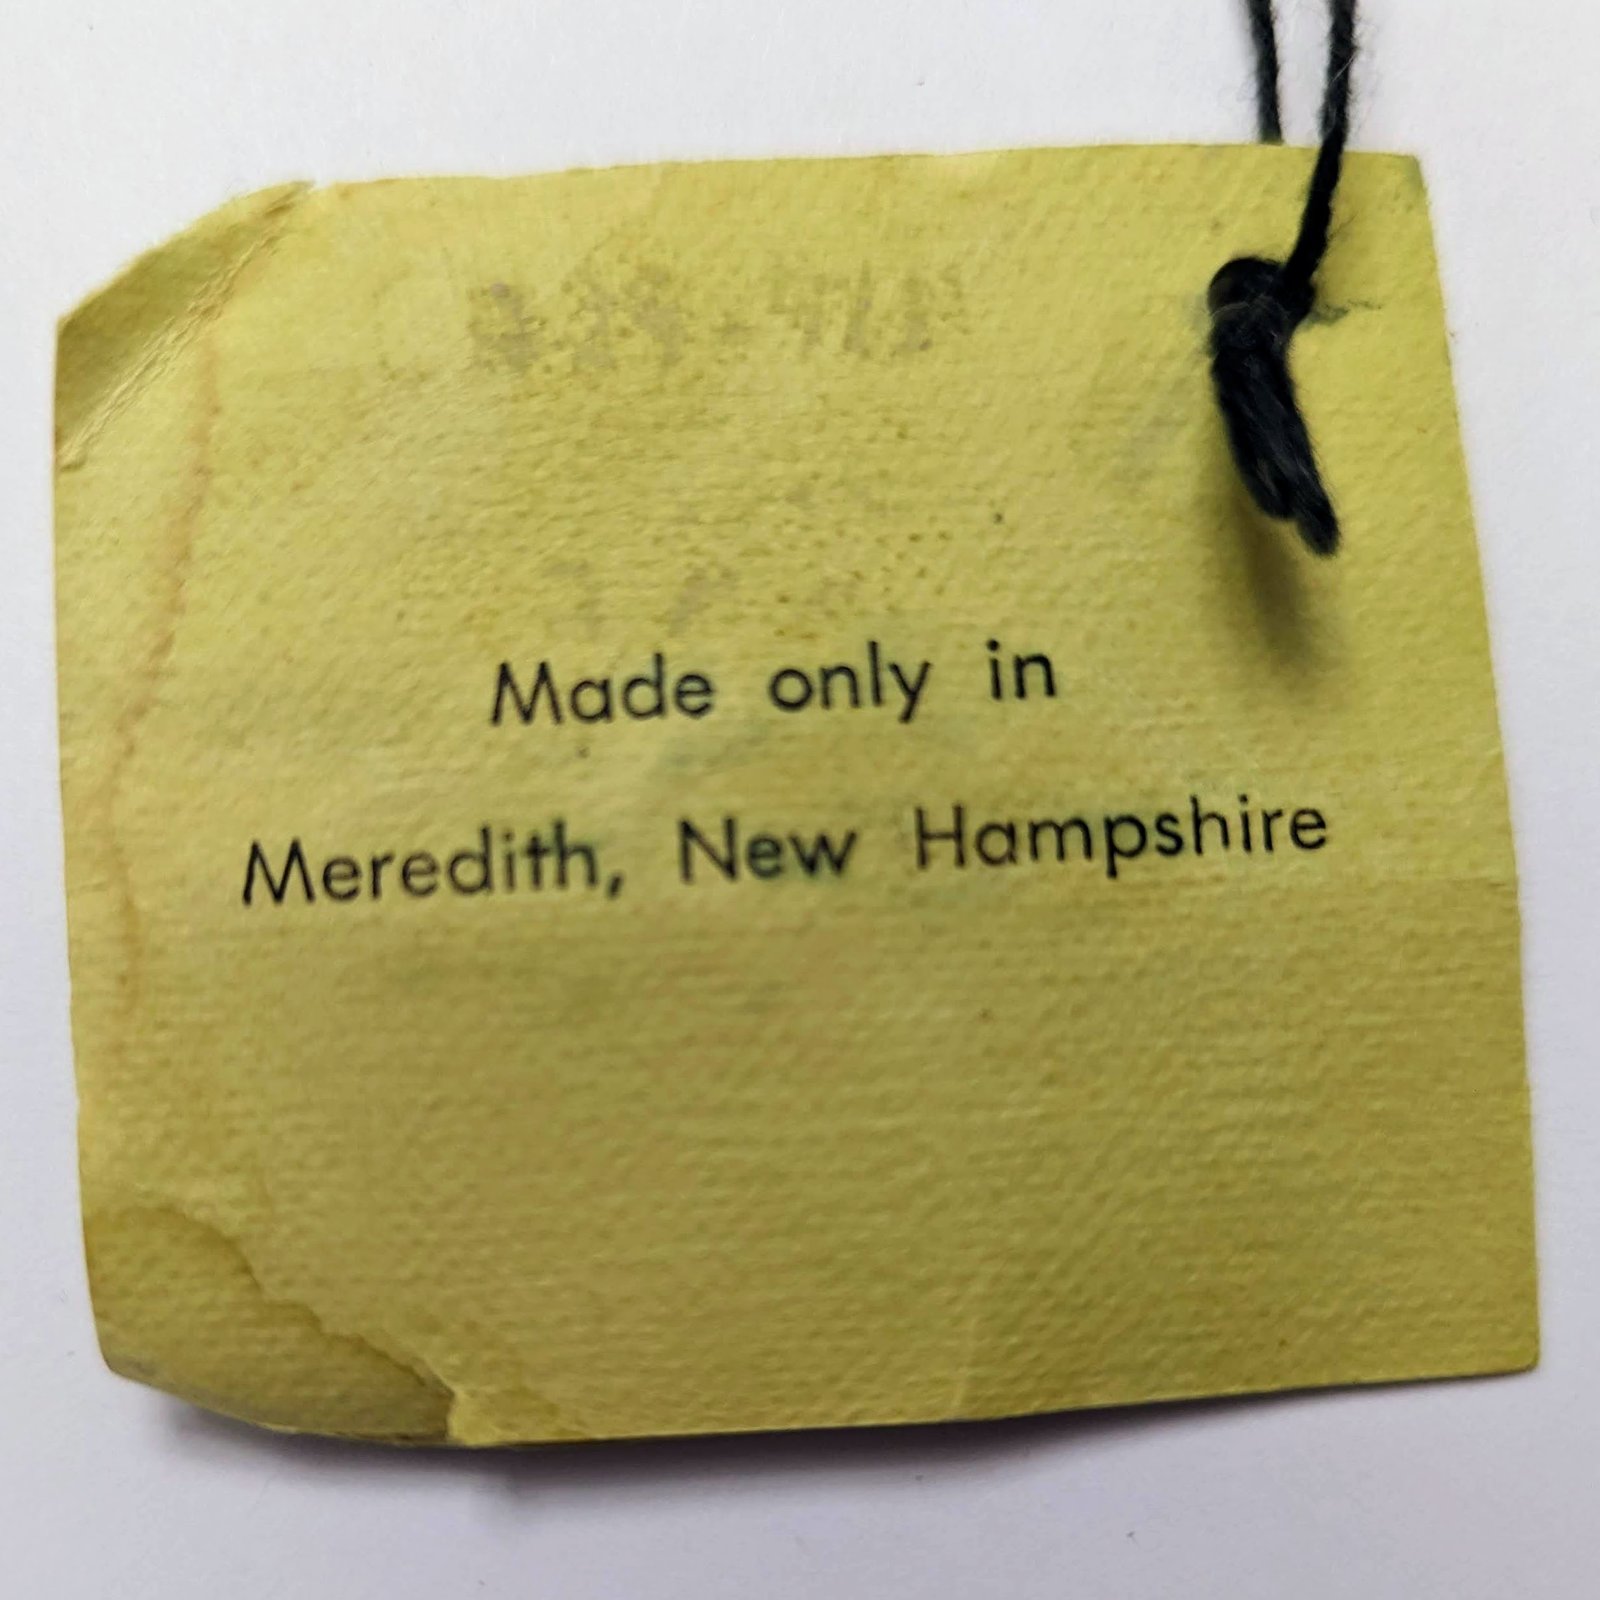 Made only in
Meredith, New Hampshire